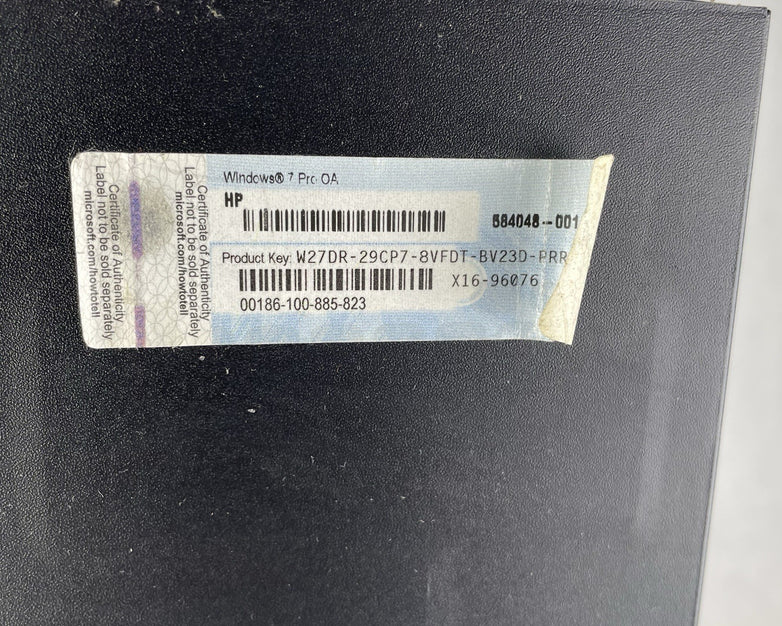 Certificate of Authenticity
Label not to be sold separately
microsoft.com/howtotell
Certificate of Authenticity
Label not to be sold separately
microsoft.com/howtotell
Windows® 7 Pro OA
HP
684048-001
Product Key: W27DR-29CP7-8VFDT-BV23D-PRR
X16-96076
00186-100-885-823